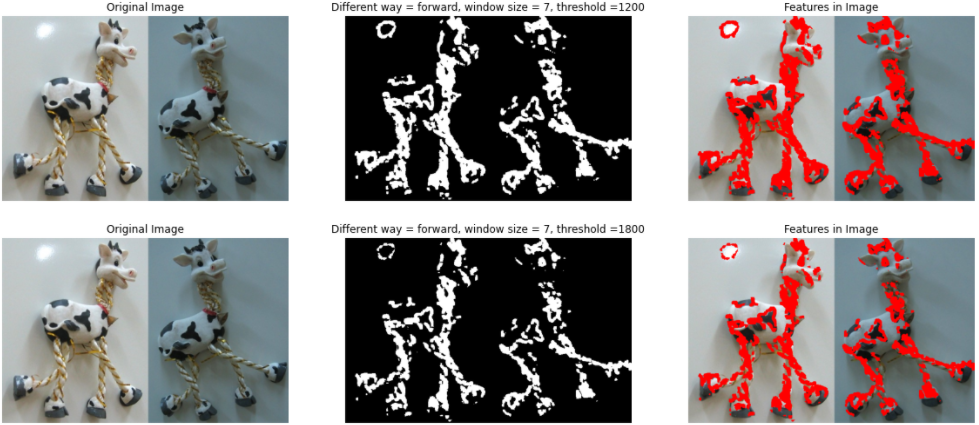 Original Image
Different way = forward, window size = 7, threshold =1200
Features in Image
Original Image
Different way = forward, window size = 7, threshold =1800
Features in Image